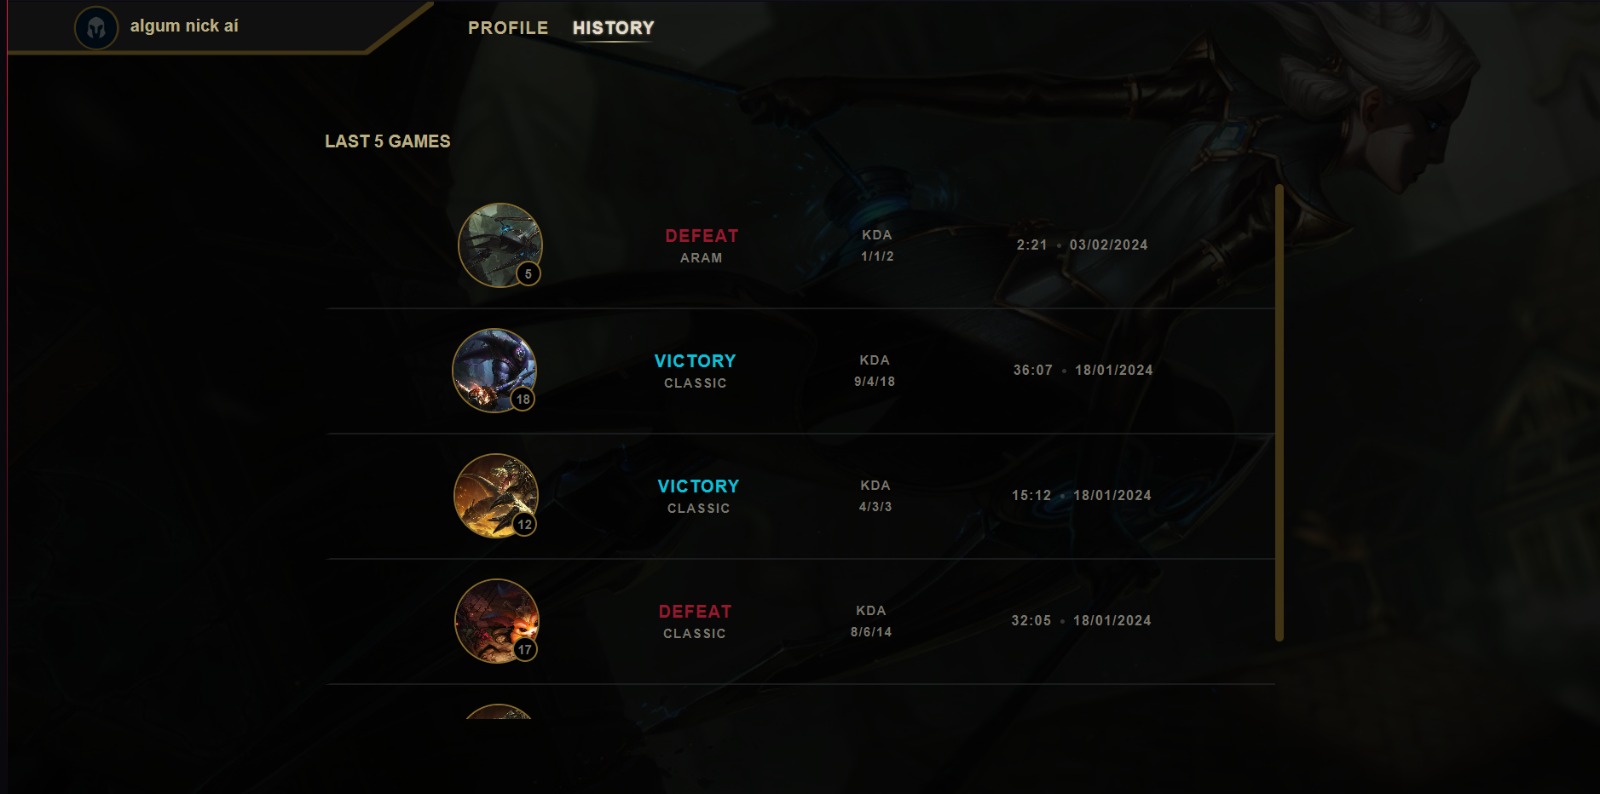 algum nick aí
PROFILE HISTORY
LAST 5 GAMES
DEFEAT
ARAM
KDA
1/1/2
2:21 • 03/02/2024
5
VICTORY
CLASSIC
KDA
9/4/18
36:07 • 18/01/2024
18
VICTORY
CLASSIC
KDA
4/3/3
15:12 • 18/01/2024
12
DEFEAT
CLASSIC
KDA
8/6/14
32:05 • 18/01/2024
17